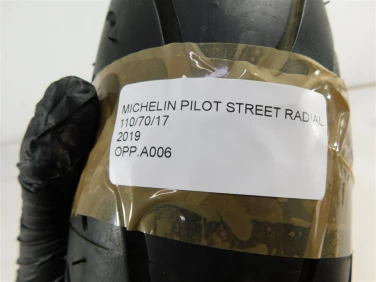 MICHELIN PILOT STREET RADIAL
110/70/17
2019
OPP.A006